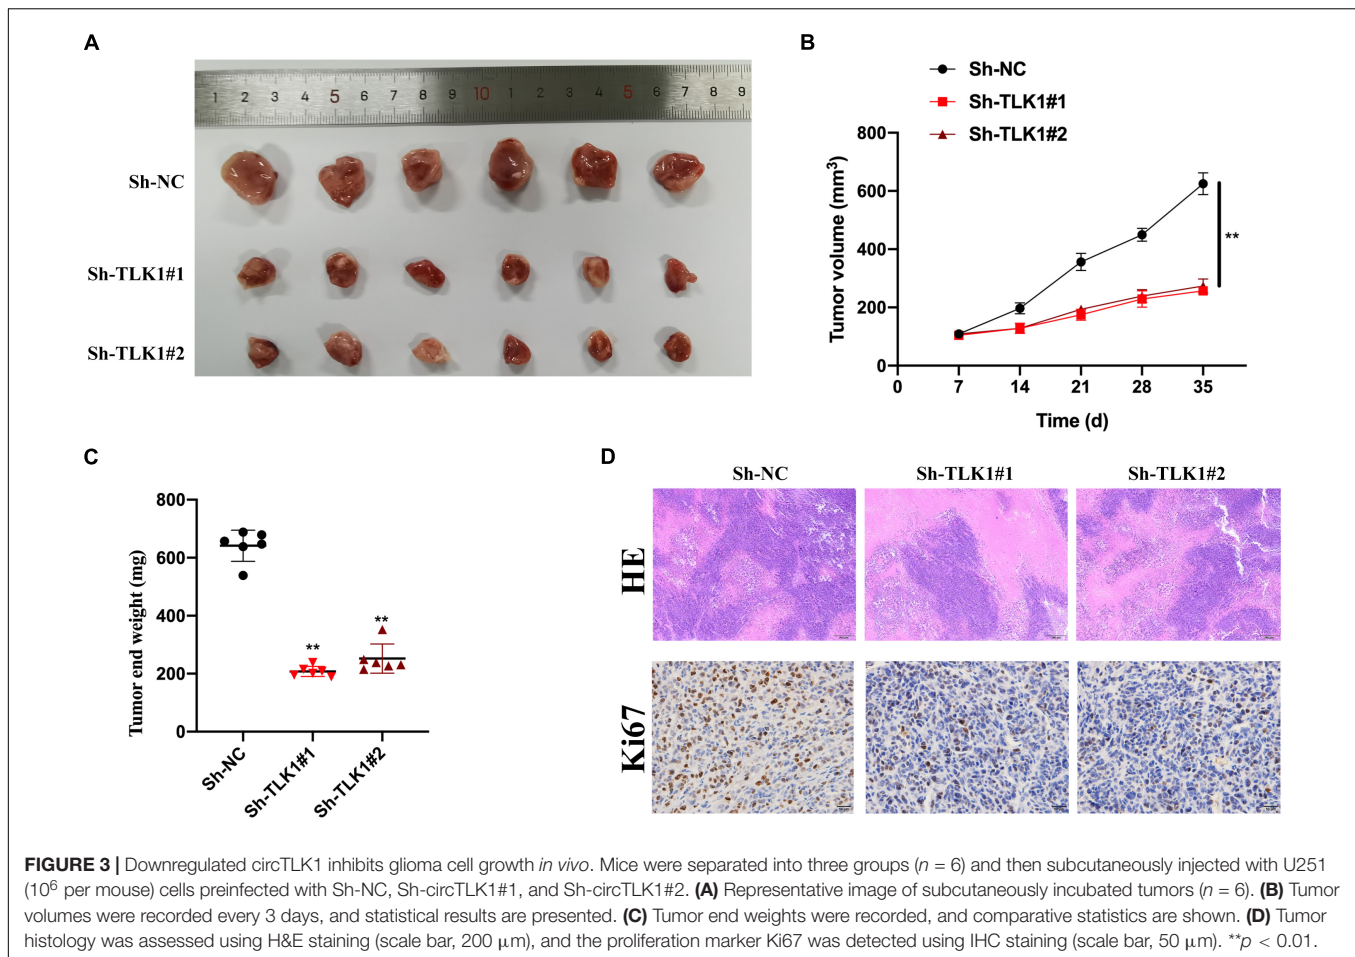 A
1 2 3 4 5 6 7 8 9 10 1 2 3 4 5 6 7 8 9
Sh-NC
Sh-TLK1#1
Sh-TLK1#2
B
Sh-NC
Sh-TLK1#1
Sh-TLK1#2
Tumor volume (mm³)
800
600
400
200
0
**
0 7 14 21 28 35
Time (d)
C
Tumor end weight (mg)
800
600
400
200
0
**
**
Sh-NC
Sh-TLK1#1
Sh-TLK1#2
D
Sh-NC Sh-TLK1#1 Sh-TLK1#2
HE
Ki67
FIGURE 3 | Downregulated circTLK1 inhibits glioma cell growth in vivo. Mice were separated into three groups (n = 6) and then subcutaneously injected with U251
(10⁶ per mouse) cells preinfected with Sh-NC, Sh-circTLK1#1, and Sh-circTLK1#2. (A) Representative image of subcutaneously incubated tumors (n = 6). (B) Tumor
volumes were recorded every 3 days, and statistical results are presented. (C) Tumor end weights were recorded, and comparative statistics are shown. (D) Tumor
histology was assessed using H&E staining (scale bar, 200 μm), and the proliferation marker Ki67 was detected using IHC staining (scale bar, 50 μm). **p < 0.01.